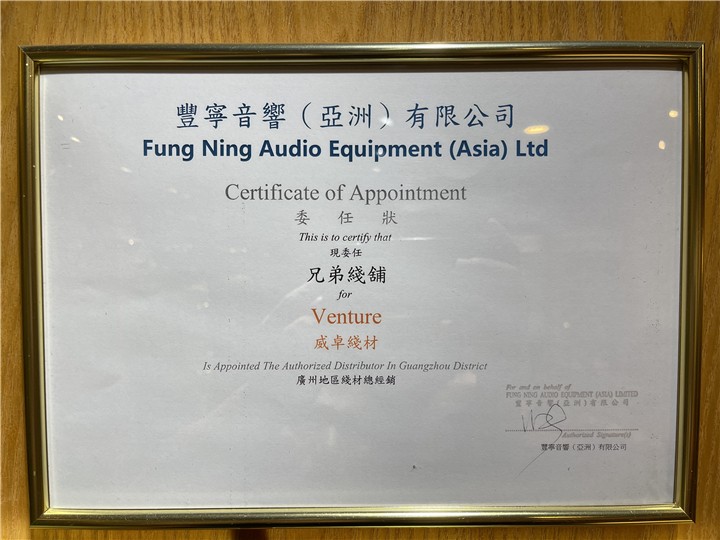 豐寧音響（亞洲）有限公司
Fung Ning Audio Equipment (Asia) Ltd
Certificate of Appointment
委 任 狀
This is to certify that
現委任
兄弟綫舖
for
Venture
威卓綫材
Is Appointed The Authorized Distributor In Guangzhou District
廣州地區綫材總經銷
For and on behalf of
FUNG NING AUDIO EQUIPMENT (ASIA) LIMITED
豐寧音響(亞洲)有限公司
Authorized Signature(s)
豐寧音響（亞洲）有限公司